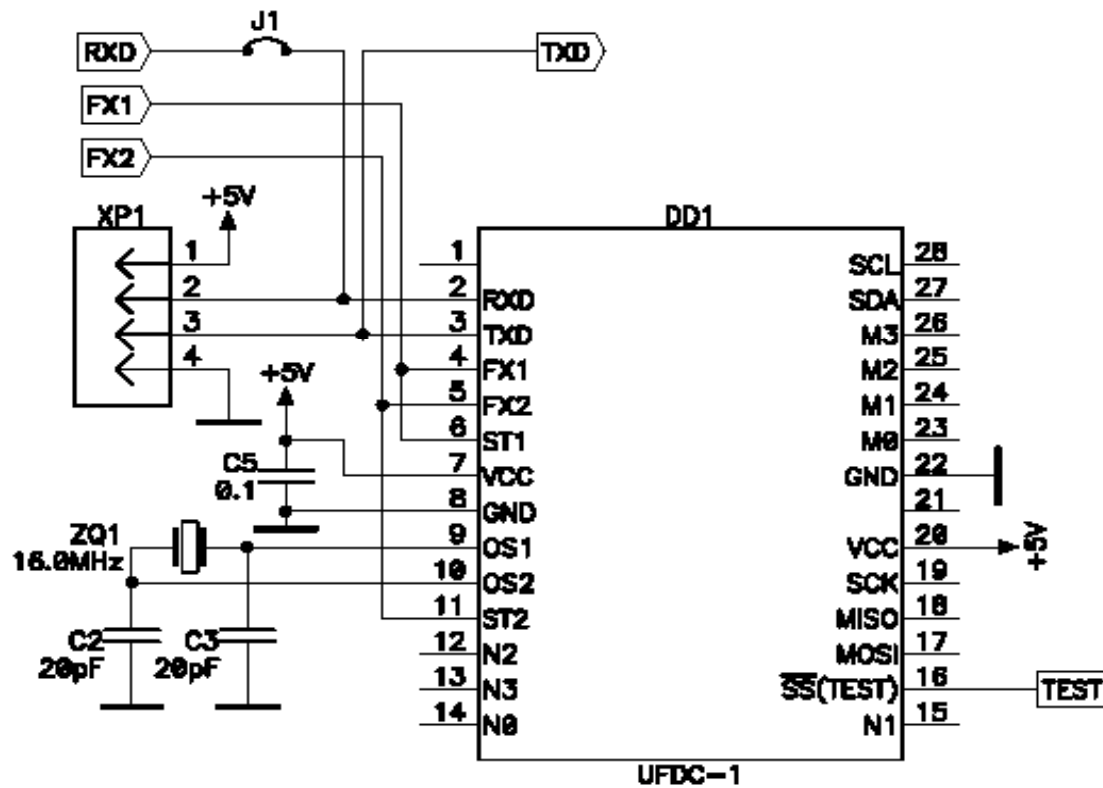 J1
RXD TXD
FX1
FX2
+5V
XP1 DD1
1 1 28 SCL
2 2 RXD SDA 27
3 3 TXD M3 26
4 4 FX1 M2 25
+5V
5 FX2 M1 24
6 ST1 M0 23
C5
0.1
7 VCC GND 22
8 GND 21
ZQ1
16.0MHz
9 OS1 VCC 20 +5V
10 OS2 SCK 19
11 ST2 MISO 18
C2
20pF
C3
20pF
12 N2 MOSI 17
13 N3 SS(TEST) 16 TEST
14 N0 N1 15
UFDC-1